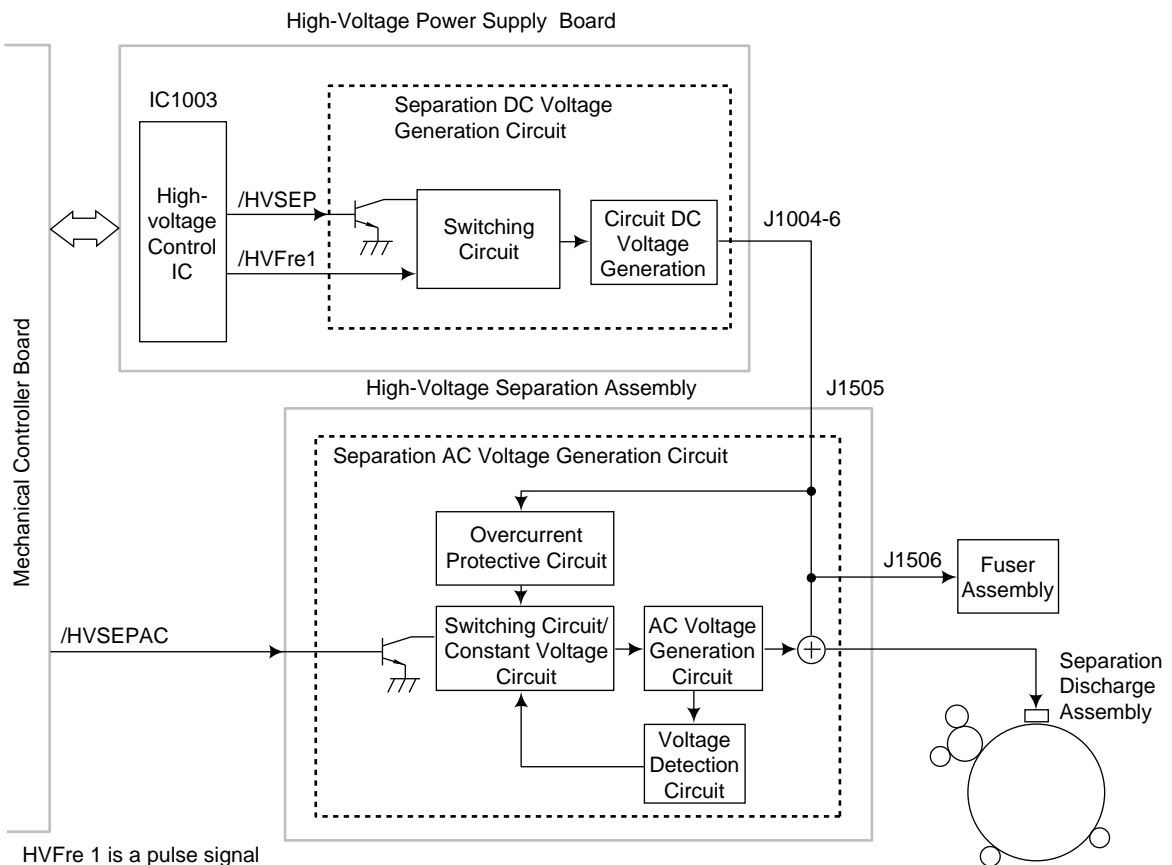 High-Voltage Power Supply Board
IC1003
Separation DC Voltage
Generation Circuit
High-
voltage
Control
IC
/HVSEP
/HVFre1
Switching
Circuit
Circuit DC
Voltage
Generation
J1004-6
Mechanical Controller Board
High-Voltage Separation Assembly
J1505
Separation AC Voltage Generation Circuit
Overcurrent
Protective Circuit
J1506
Fuser
Assembly
/HVSEPAC
Switching Circuit/
Constant Voltage
Circuit
AC Voltage
Generation
Circuit
Separation
Discharge
Assembly
Voltage
Detection
Circuit
HVFre 1 is a pulse signal